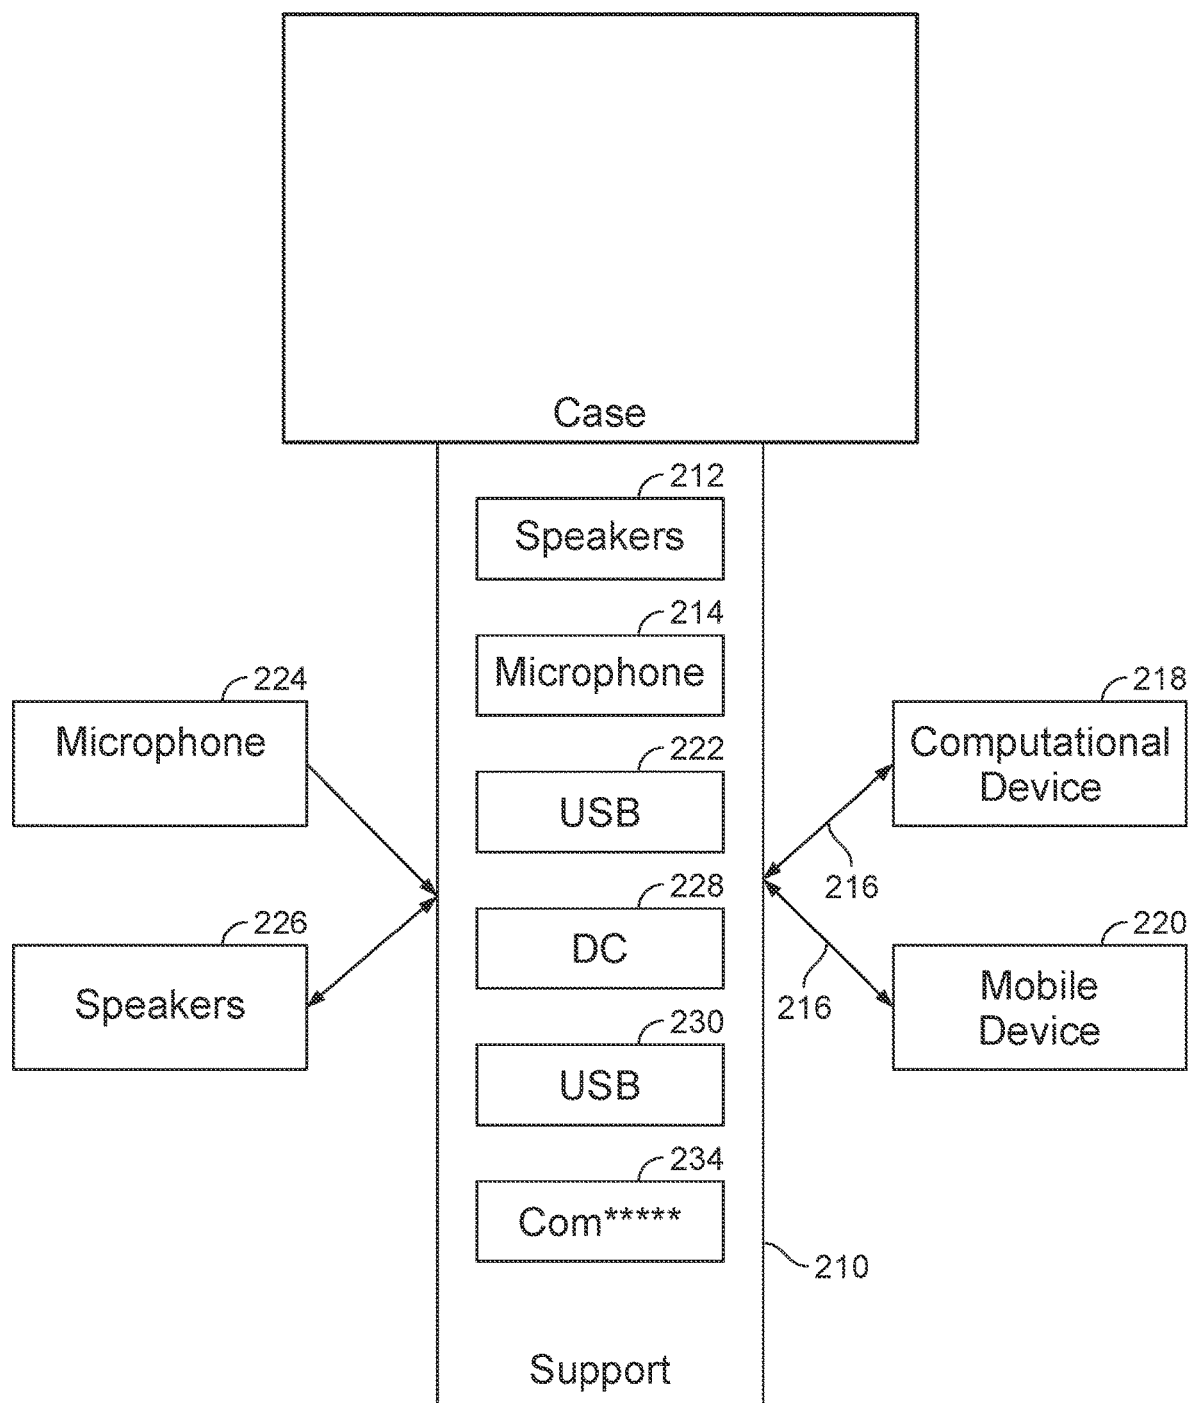 Case
212
Speakers
214
Microphone
224
Microphone
218
Computational
Device
222
USB
216
228
DC
226
Speakers
220
Mobile
Device
216
230
USB
234
Com*****
210
Support